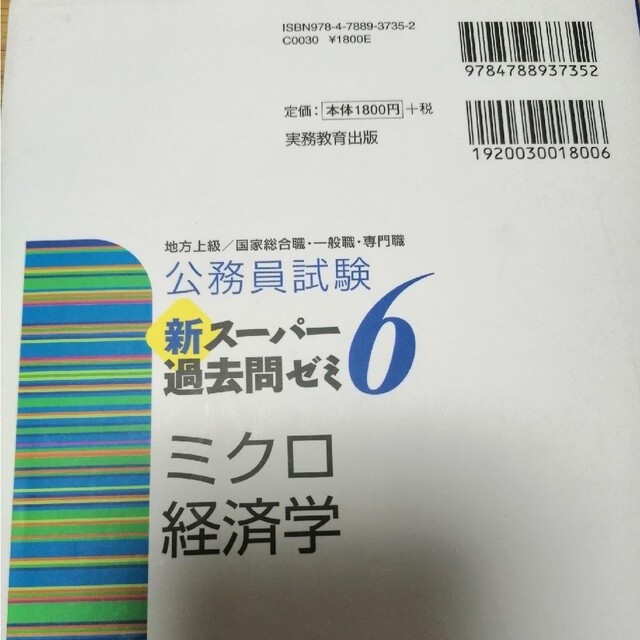 ISBN978-4-7889-3735-2
C0030 ¥1800E
9784788937352
定価：本体1800円＋税
実務教育出版
1920030018006
地方上級／国家総合職・一般職・専門職
公務員試験
新スーパー
過去問ゼミ6
ミクロ
経済学